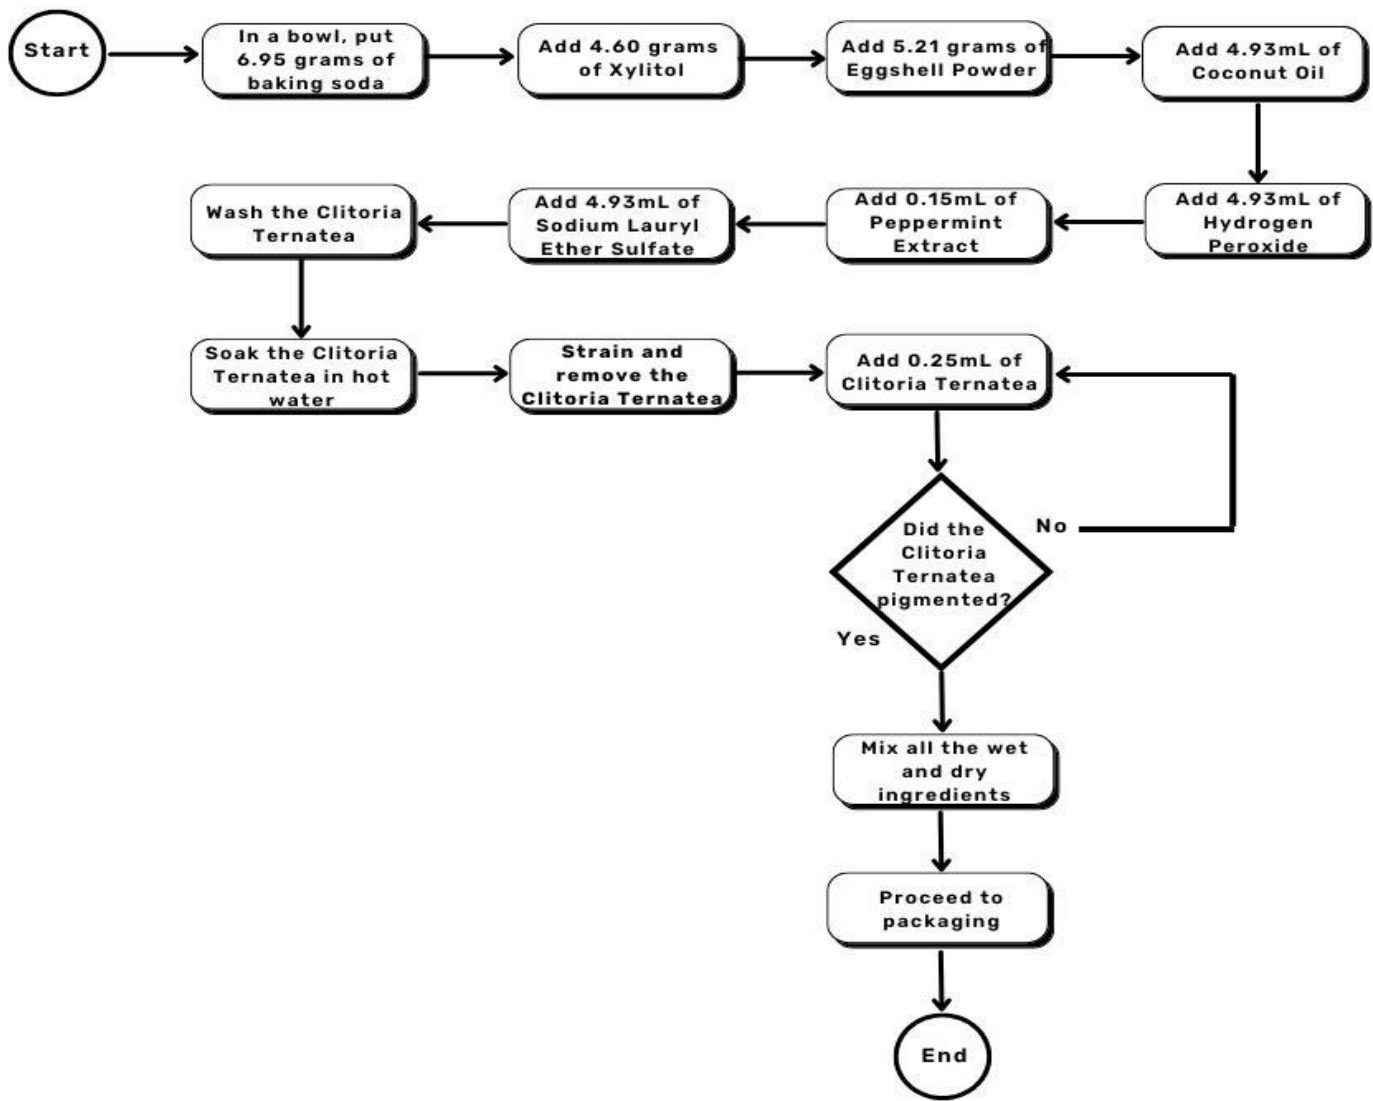 Start
In a bowl, put
6.95 grams of
baking soda
Add 4.60 grams
of Xylitol
Add 5.21 grams of
Eggshell Powder
Add 4.93mL of
Coconut Oil
Add 4.93mL of
Hydrogen
Peroxide
Add 0.15mL of
Peppermint
Extract
Add 4.93mL of
Sodium Lauryl
Ether Sulfate
Wash the Clitoria
Ternatea
Soak the Clitoria
Ternatea in hot
water
Strain and
remove the
Clitoria Ternatea
Add 0.25mL of
Clitoria Ternatea
Did the
Clitoria
Ternatea
pigmented?
No
Yes
Mix all the wet
and dry
ingredients
Proceed to
packaging
End